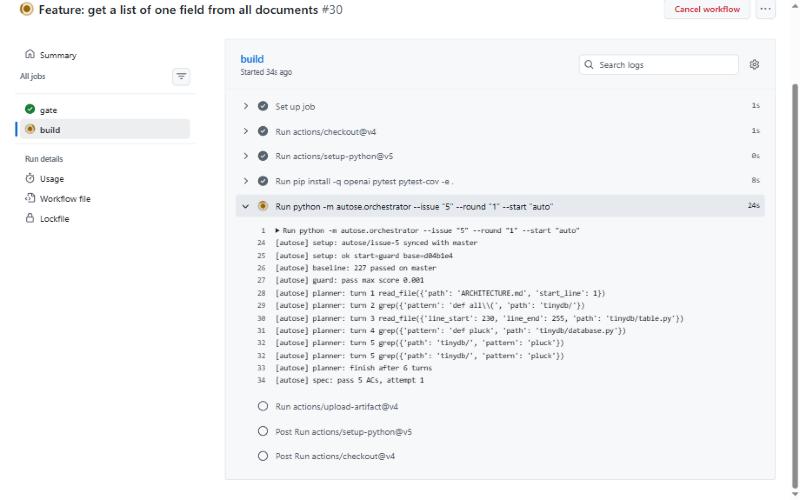 Feature: get a list of one field from all documents #30
Cancel workflow
...
Summary
All jobs
gate
build
Run details
Usage
Workflow file
Lockfile
build
Started 34s ago
Search logs
Set up job 1s
Run actions/checkout@v4 1s
Run actions/setup-python@v5 0s
Run pip install -q openai pytest pytest-cov -e . 8s
Run python -m autose.orchestrator --issue "5" --round "1" --start "auto" 24s
1 ▶ Run python -m autose.orchestrator --issue "5" --round "1" --start "auto"
24 [autose] setup: autose/issue-5 synced with master
25 [autose] setup: ok start=guard base=d04b1e4
26 [autose] baseline: 227 passed on master
27 [autose] guard: pass max score 0.001
28 [autose] planner: turn 1 read_file({'path': 'ARCHITECTURE.md', 'start_line': 1})
29 [autose] planner: turn 2 grep({'pattern': 'def all\\(', 'path': 'tinydb/'})
30 [autose] planner: turn 3 read_file({'line_start': 230, 'line_end': 255, 'path': 'tinydb/table.py'})
31 [autose] planner: turn 4 grep({'pattern': 'def pluck', 'path': 'tinydb/database.py'})
32 [autose] planner: turn 5 grep({'path': 'tinydb/', 'pattern': 'pluck'})
32 [autose] planner: turn 5 grep({'path': 'tinydb/', 'pattern': 'pluck'})
33 [autose] planner: finish after 6 turns
34 [autose] spec: pass 5 ACs, attempt 1
Run actions/upload-artifact@v4
Post Run actions/setup-python@v5
Post Run actions/checkout@v4